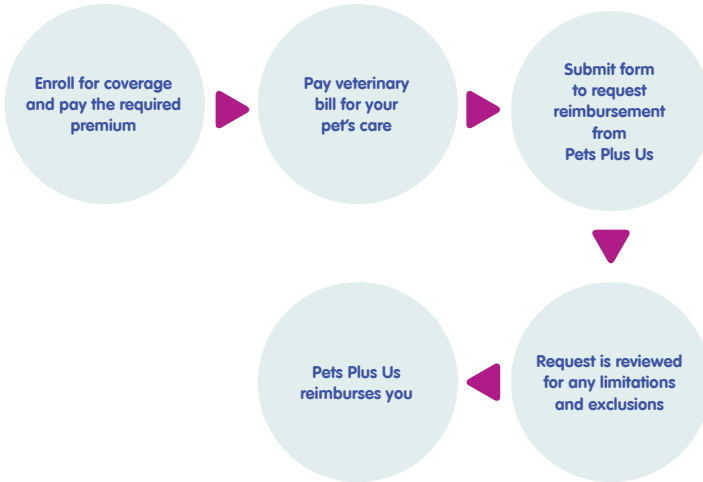 Enroll for coverage
and pay the required
premium
Pay veterinary
bill for your
pet's care
Submit form
to request
reimbursement
from
Pets Plus Us
Request is reviewed
for any limitations
and exclusions
Pets Plus Us
reimburses you